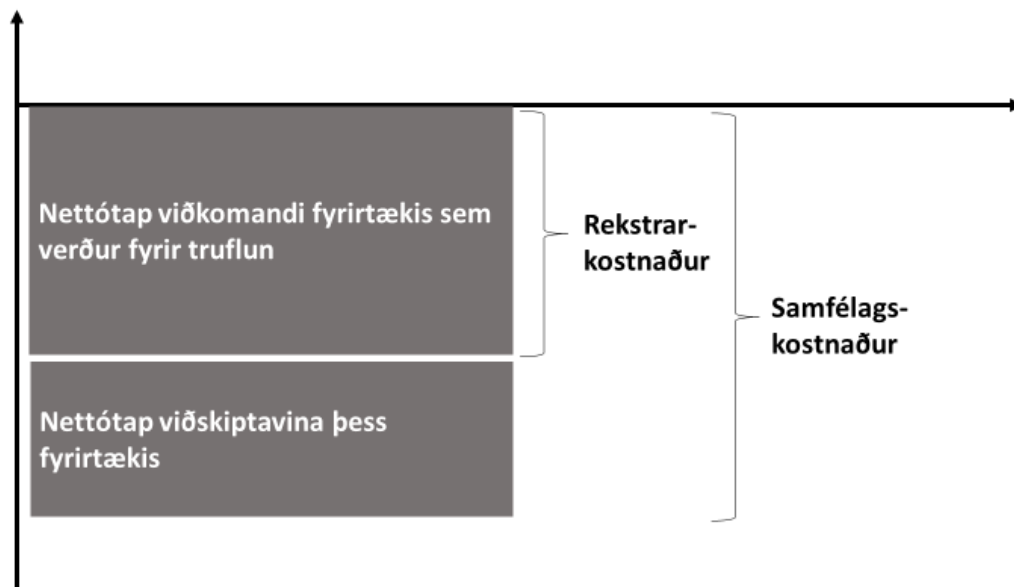 Nettótap viðkomandi fyrirtækis sem
verður fyrir truflun
Rekstrar-
kostnaður
Samfélags-
kostnaður
Nettótap viðskiptavina þess
fyrirtækis